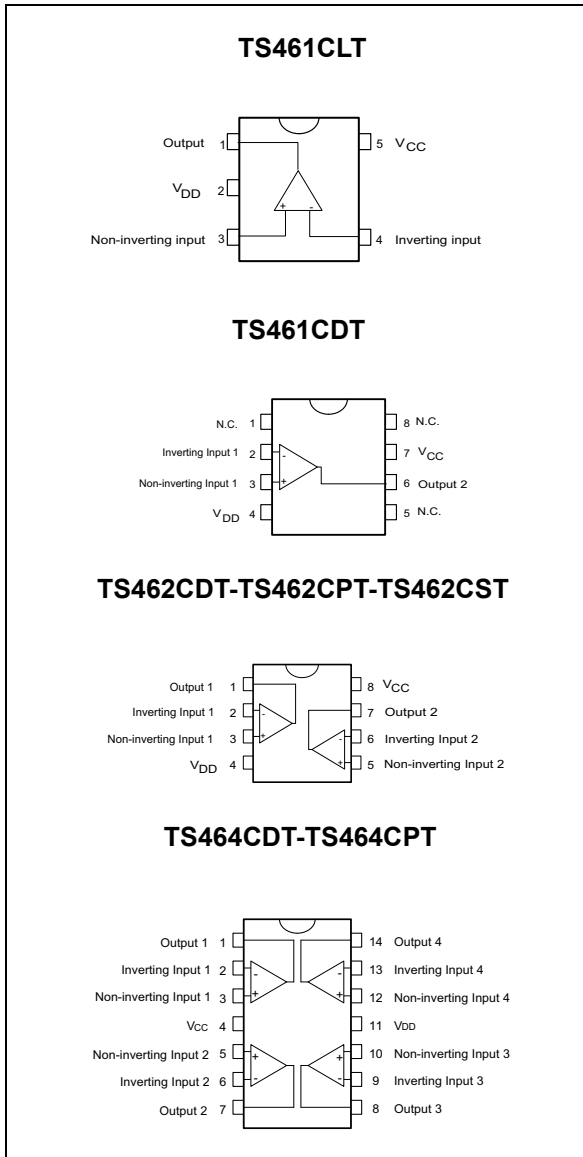 TS461CLT
Output 1 5 VCC
VDD 2
Non-inverting input 3 + - 4 Inverting input
TS461CDT
N.C. 1 8 N.C.
Inverting Input 1 2 - 7 VCC
Non-inverting Input 1 3 + 6 Output 2
VDD 4 5 N.C.
TS462CDT-TS462CPT-TS462CST
Output 1 1 8 VCC
Inverting Input 1 2 - 7 Output 2
Non-inverting Input 1 3 + - 6 Inverting Input 2
VDD 4 + 5 Non-inverting Input 2
TS464CDT-TS464CPT
Output 1 1 14 Output 4
Inverting Input 1 2 - - 13 Inverting Input 4
Non-inverting Input 1 3 + + 12 Non-inverting Input 4
VCC 4 11 VDD
Non-inverting Input 2 5 + + 10 Non-inverting Input 3
Inverting Input 2 6 - - 9 Inverting Input 3
Output 2 7 8 Output 3